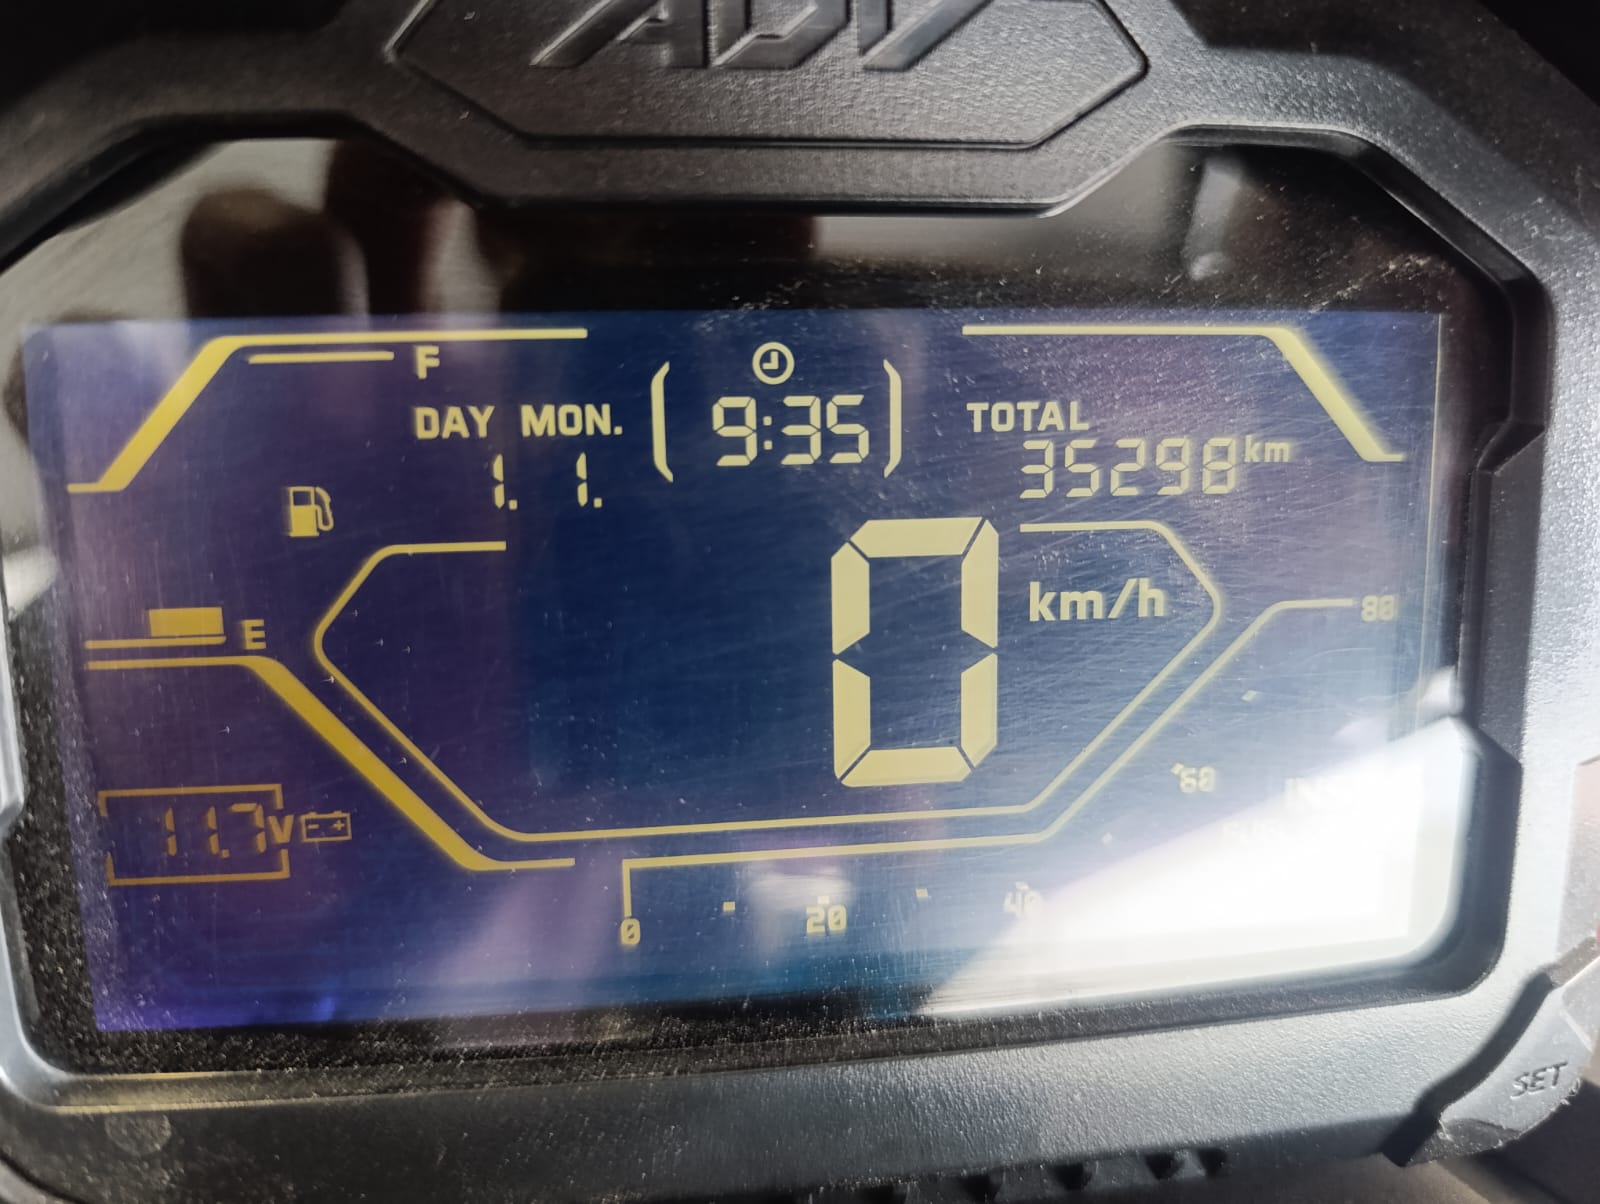 ADV
F
DAY MON. 9:35 TOTAL
1. 1. 35298 km
0 km/h
E
80
60
11.7 V
0 20 40
SET